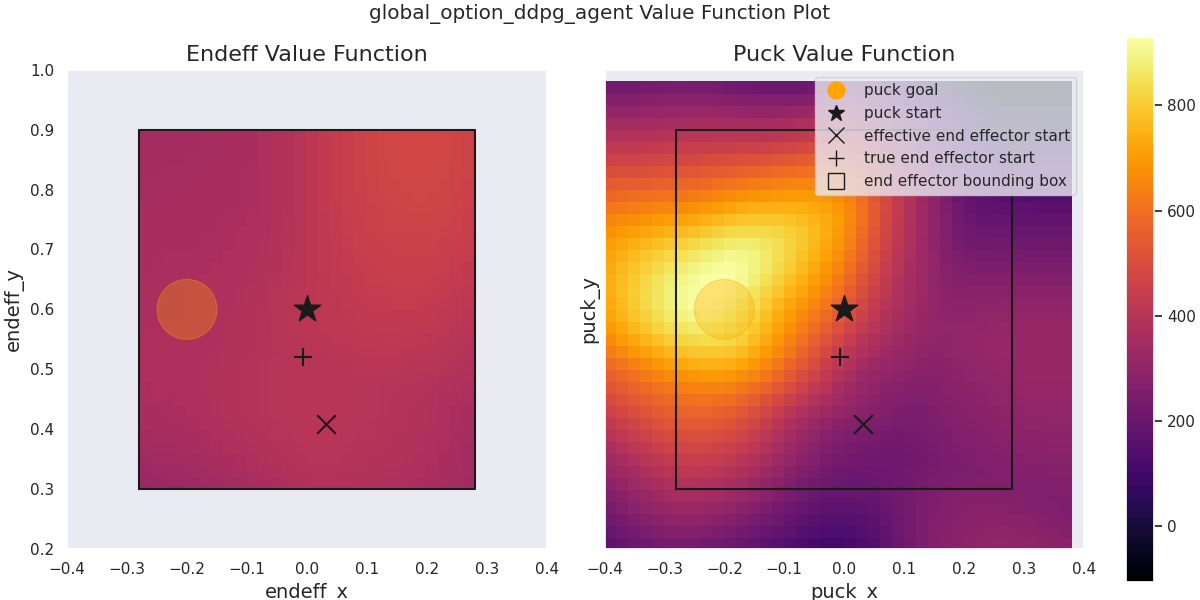 global_option_ddpg_agent Value Function Plot
Endeff Value Function
endeff_y
1.0
0.9
0.8
0.7
0.6
0.5
0.4
0.3
0.2
−0.4 −0.3 −0.2 −0.1 0.0 0.1 0.2 0.3 0.4
endeff_x
Puck Value Function
puck_y
puck goal
puck start
effective end effector start
true end effector start
end effector bounding box
−0.4 −0.3 −0.2 −0.1 0.0 0.1 0.2 0.3 0.4
puck_x
800
600
400
200
0